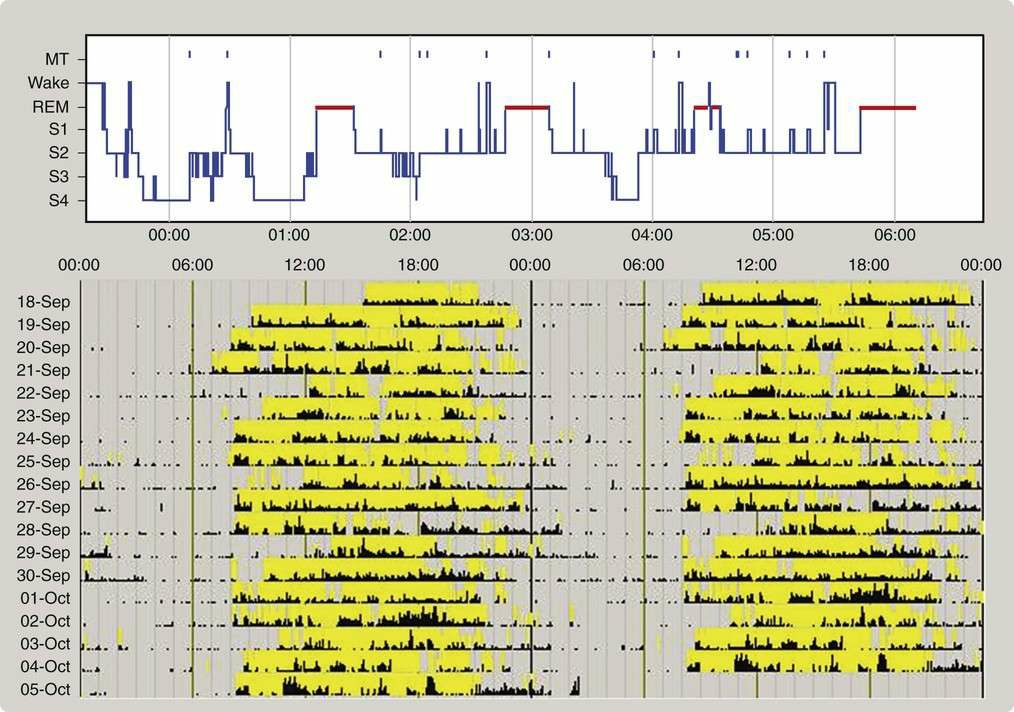 MT
Wake
REM
S1
S2
S3
S4
00:00 01:00 02:00 03:00 04:00 05:00 06:00
00:00 06:00 12:00 18:00 00:00 06:00 12:00 18:00 00:00
18-Sep
19-Sep
20-Sep
21-Sep
22-Sep
23-Sep
24-Sep
25-Sep
26-Sep
27-Sep
28-Sep
29-Sep
30-Sep
01-Oct
02-Oct
03-Oct
04-Oct
05-Oct